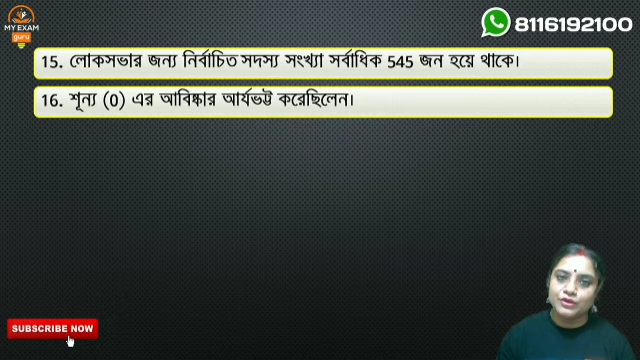 MY EXAM
guru
8116192100
15. লোকসভার জন্য নির্বাচিত সদস্য সংখ্যা সর্বাধিক 545 জন হয়ে থাকে।
16. শূন্য (0) এর আবিষ্কার আর্যভট্ট করেছিলেন।
SUBSCRIBE NOW